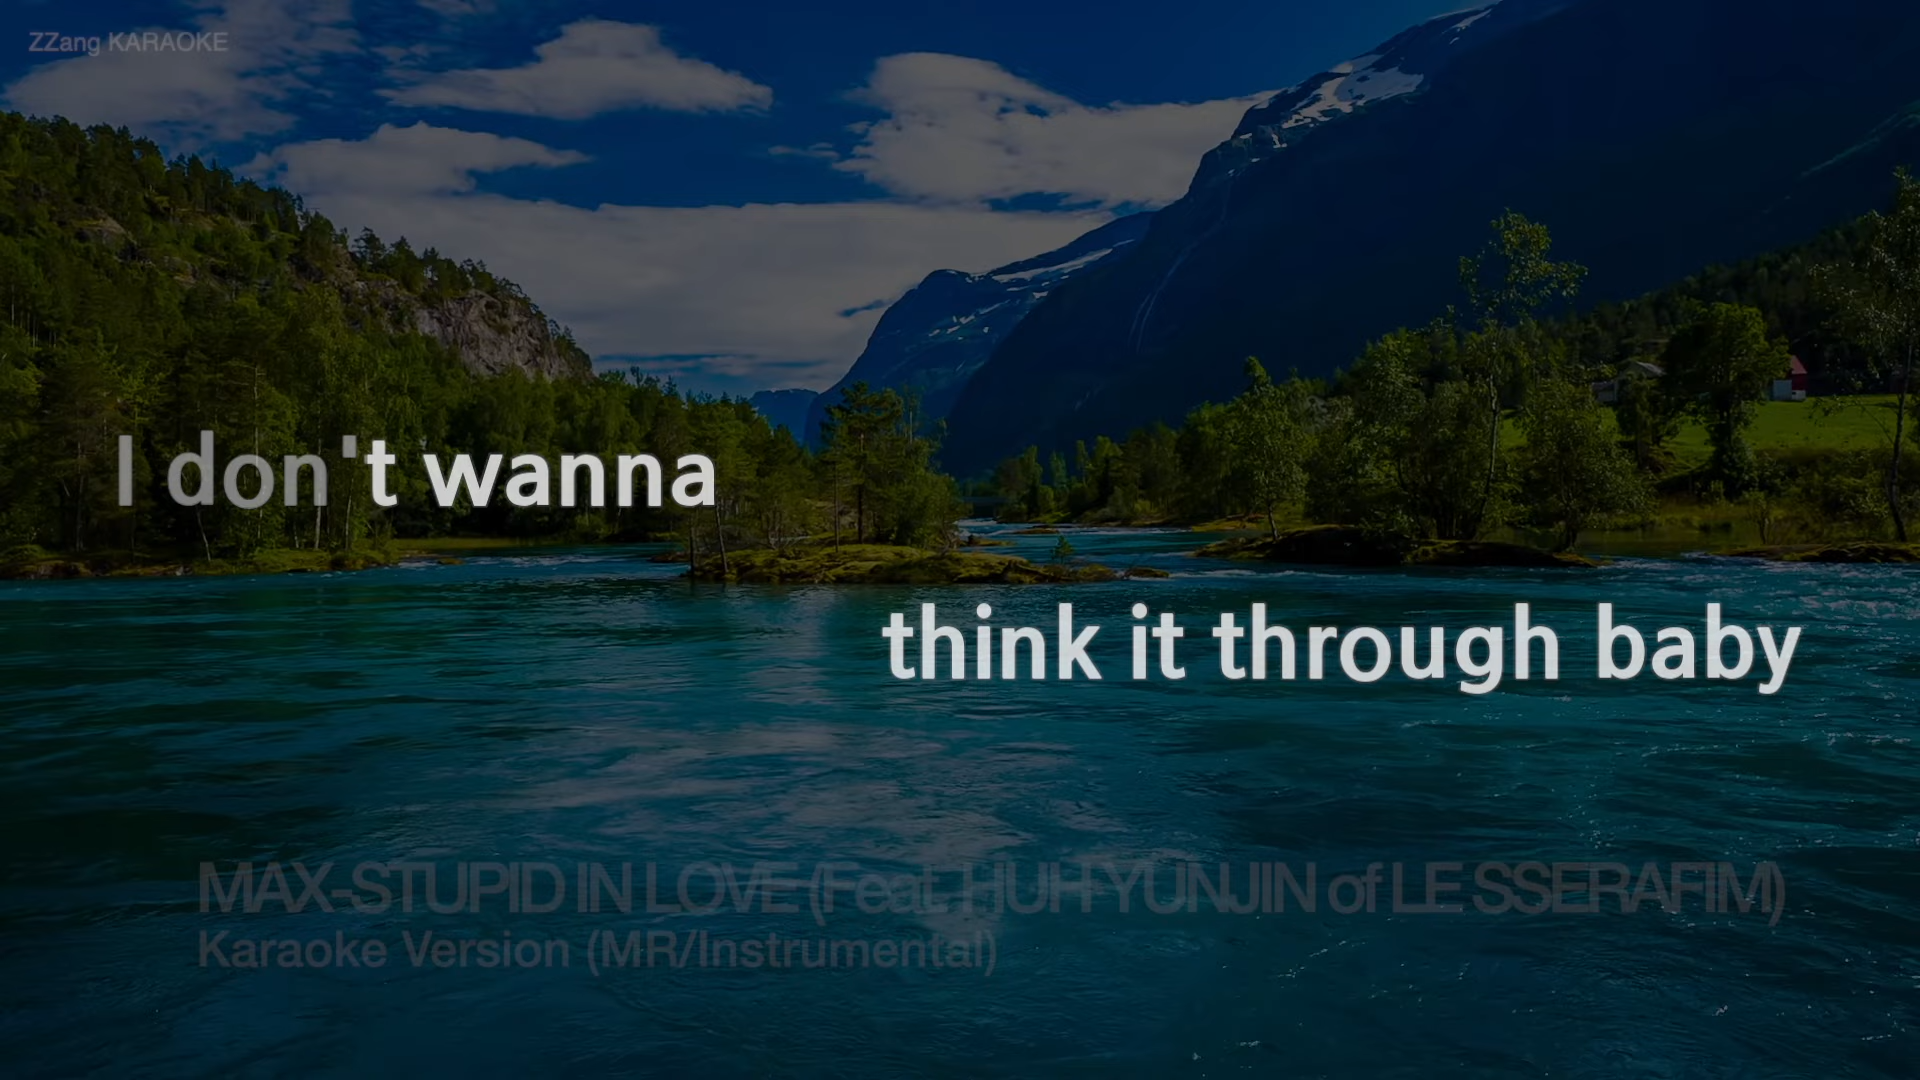 ZZang KARAOKE
I don't wanna
think it through baby
MAX-STUPID IN LOVE (Feat. HUH YUNJIN of LE SSERAFIM)
Karaoke Version (MR/Instrumental)